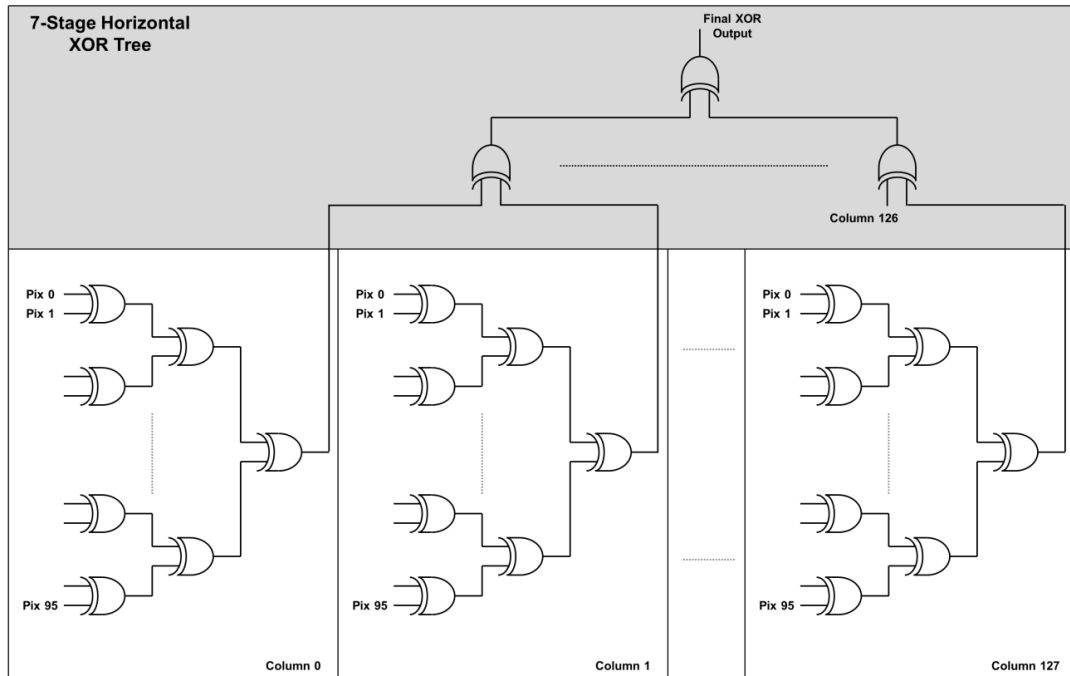 7-Stage Horizontal
XOR Tree
Final XOR
Output
Column 126
Pix 0
Pix 1
Pix 95
Column 0
Pix 0
Pix 1
Pix 95
Column 1
Pix 0
Pix 1
Pix 95
Column 127